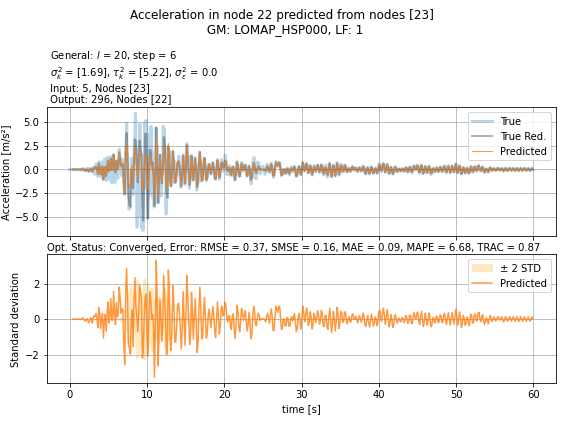 Acceleration in node 22 predicted from nodes [23]
GM: LOMAP_HSP000, LF: 1
General: l = 20, step = 6
σ²ₖ = [1.69], τ²ₖ = [5.22], σ²ε = 0.0
Input: 5, Nodes [23]
Output: 296, Nodes [22]
Acceleration [m/s²]
5.0
2.5
0.0
−2.5
−5.0
True
True Red.
Predicted
Opt. Status: Converged, Error: RMSE = 0.37, SMSE = 0.16, MAE = 0.09, MAPE = 6.68, TRAC = 0.87
Standard deviation
2
0
−2
± 2 STD
Predicted
0
10
20
30
40
50
60
time [s]